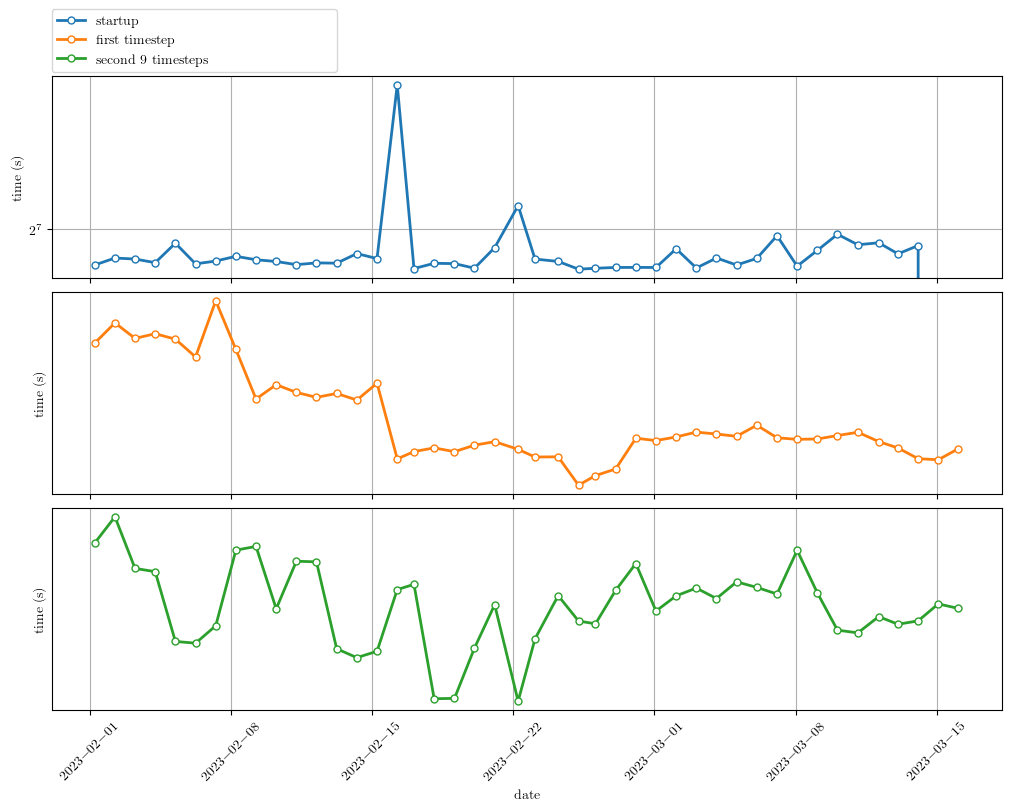 startup
first timestep
second 9 timesteps
time (s)
2^7
time (s)
time (s)
2023−02−01
2023−02−08
2023−02−15
2023−02−22
2023−03−01
2023−03−08
2023−03−15
date